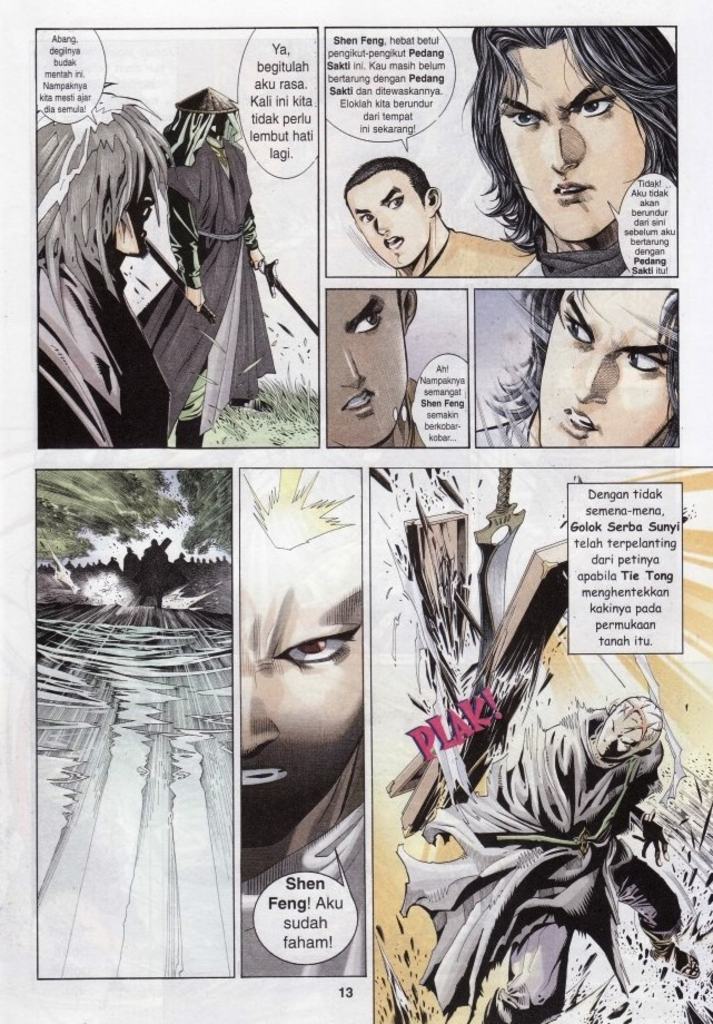 Abang,
degilnya
budak
mentah ini.
Nampaknya
kita mesti ajar
dia semula!
Ya,
begitulah
aku rasa.
Kali ini kita
tidak perlu
lembut hati
lagi.
Shen Feng, hebat betul
pengikut-pengikut Pedang
Sakti ini. Kau masih belum
bertarung dengan Pedang
Sakti dan ditewaskannya.
Eloklah kita berundur
dari tempat
ini sekarang!
Tidak!
Aku tidak
akan
berundur
dari sini
sebelum aku
bertarung
dengan
Pedang
Sakti itu!
Ah!
Nampaknya
semangat
Shen Feng
semakin
berkobar-
kobar...
Shen
Feng! Aku
sudah
faham!
Dengan tidak
semena-mena,
Golok Serba Sunyi
telah terpelanting
dari petinya
apabila Tie Tong
menghentekkan
kakinya pada
permukaan
tanah itu.
PLAK!
13